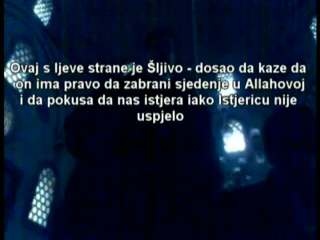 Ovaj s ljeve strane je Šljivo - dosao da kaze da
on ima pravo da zabrani sjedenje u Allahovoj
i da pokusa da nas istjera iako Istjericu nije
uspjelo